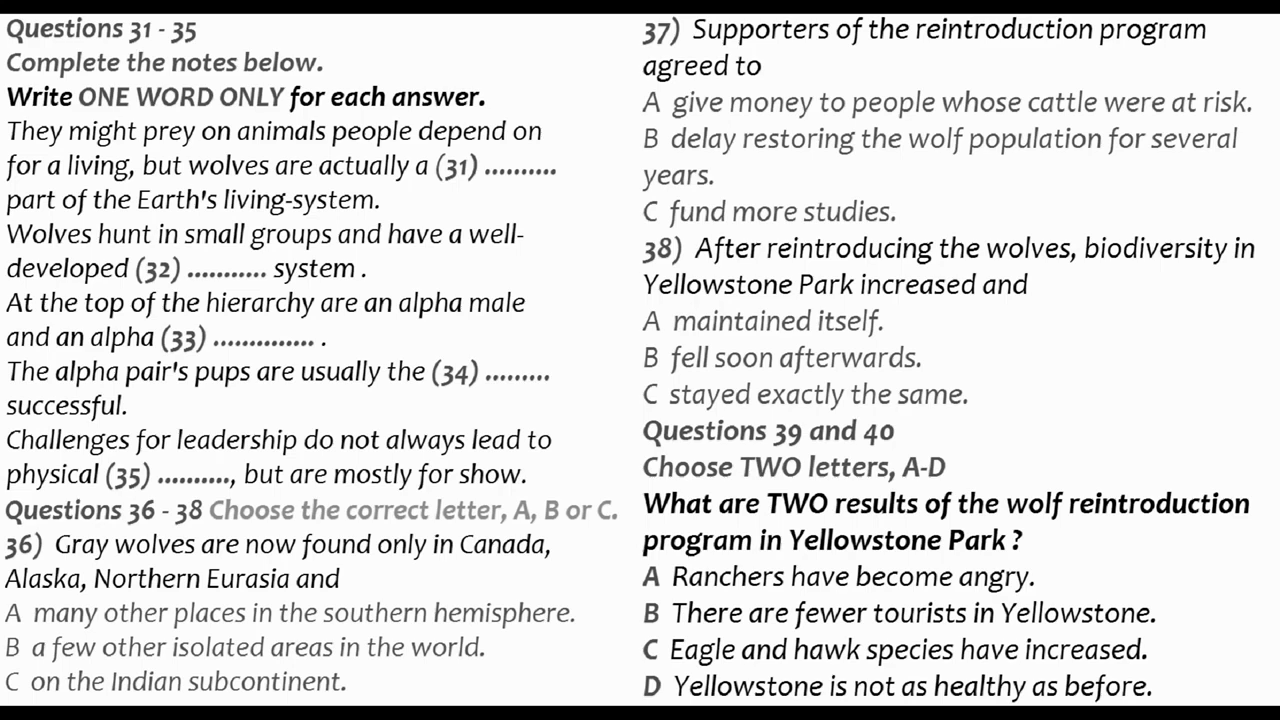 Questions 31 - 35
Complete the notes below.
Write ONE WORD ONLY for each answer.
They might prey on animals people depend on
for a living, but wolves are actually a (31) ..........
part of the Earth's living-system.
Wolves hunt in small groups and have a well-
developed (32) ........... system .
At the top of the hierarchy are an alpha male
and an alpha (33) .............. .
The alpha pair's pups are usually the (34) .........
successful.
Challenges for leadership do not always lead to
physical (35) .........., but are mostly for show.
Questions 36 - 38 Choose the correct letter, A, B or C.
36) Gray wolves are now found only in Canada,
Alaska, Northern Eurasia and
A many other places in the southern hemisphere.
B a few other isolated areas in the world.
C on the Indian subcontinent.
37) Supporters of the reintroduction program
agreed to
A give money to people whose cattle were at risk.
B delay restoring the wolf population for several
years.
C fund more studies.
38) After reintroducing the wolves, biodiversity in
Yellowstone Park increased and
A maintained itself.
B fell soon afterwards.
C stayed exactly the same.
Questions 39 and 40
Choose TWO letters, A-D
What are TWO results of the wolf reintroduction
program in Yellowstone Park ?
A Ranchers have become angry.
B There are fewer tourists in Yellowstone.
C Eagle and hawk species have increased.
D Yellowstone is not as healthy as before.